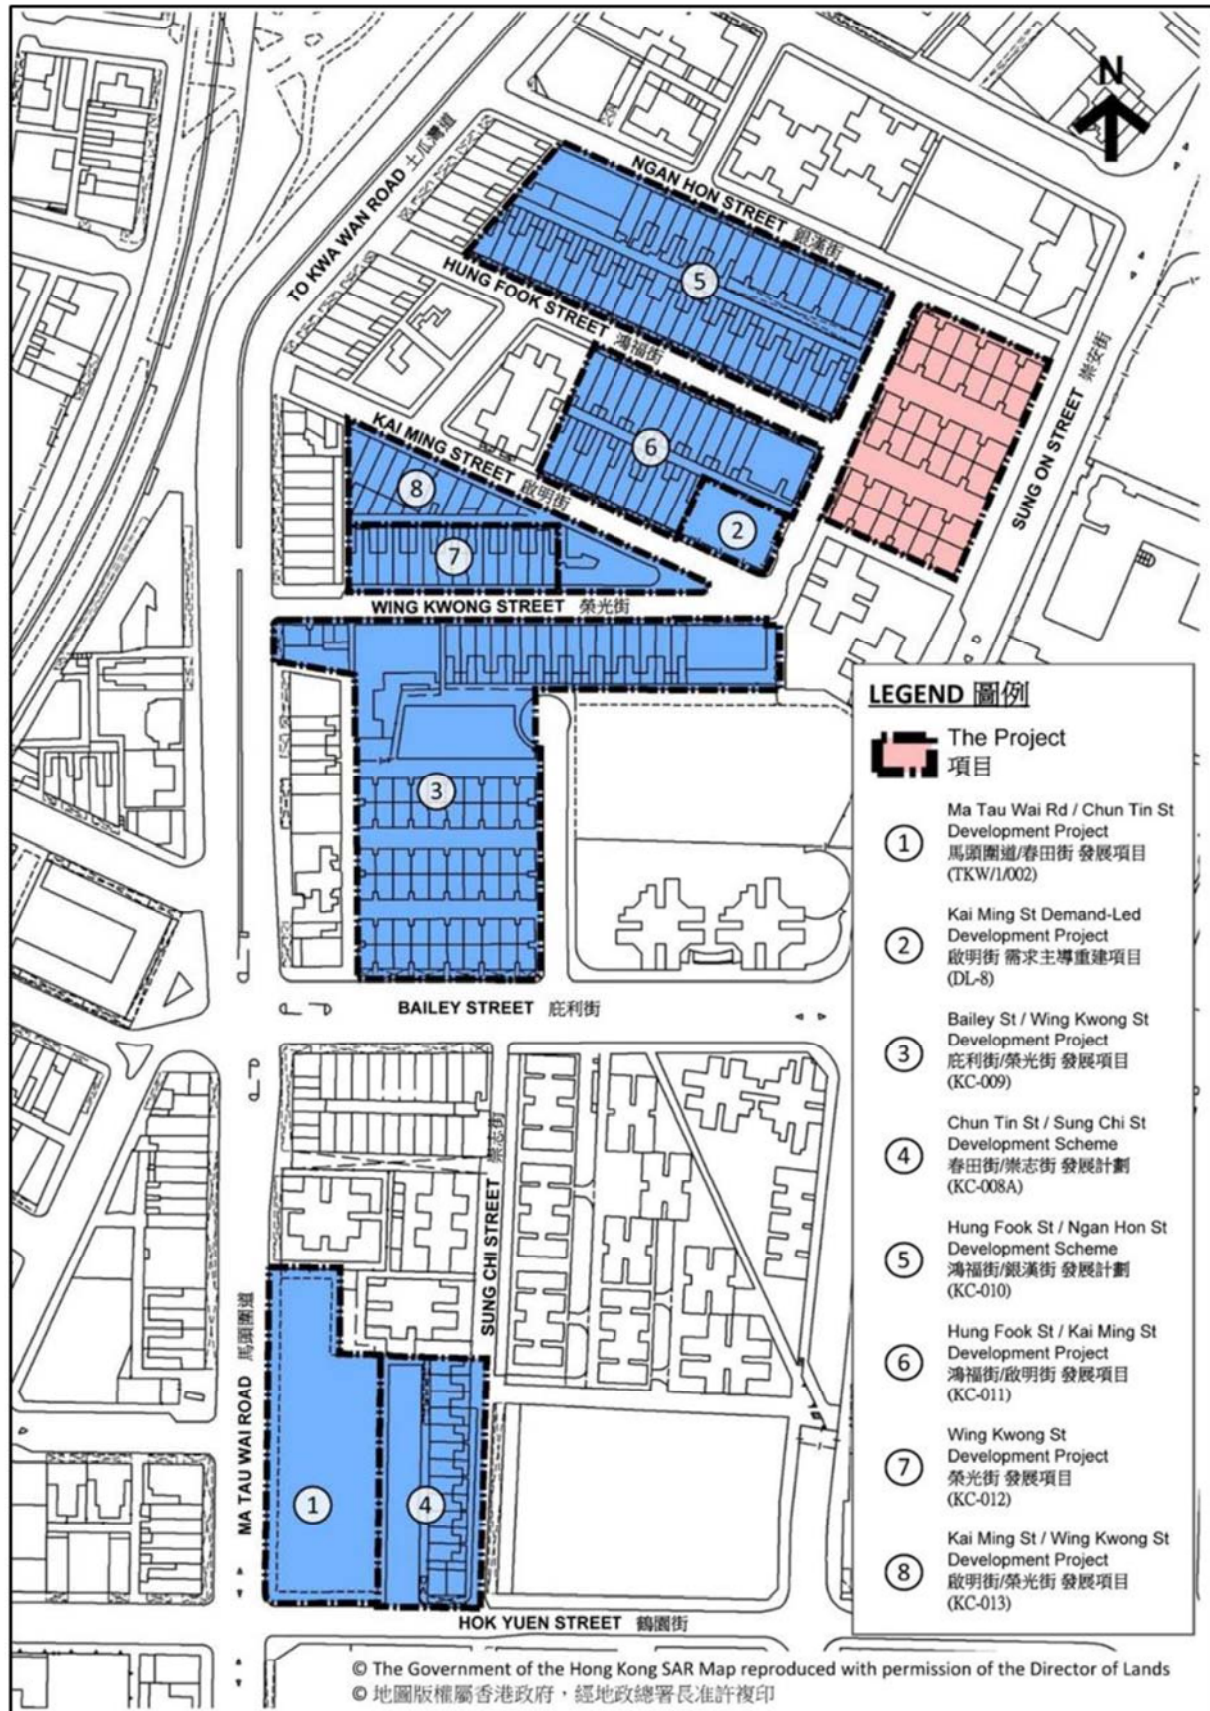 N
TO KWA WAN ROAD 土瓜灣道
NGAN HON STREET 銀漢街
5
HUNG FOOK STREET 鴻福街
SUNG ON STREET 崇安街
6
KAI MING STREET 啟明街
8
2
7
WING KWONG STREET 榮光街
3
BAILEY STREET 庇利街
SUNG CHI STREET 崇志街
MA TAU WAI ROAD 馬頭圍道
1
4
HOK YUEN STREET 鶴園街
LEGEND 圖例
The Project
項目
1
Ma Tau Wai Rd / Chun Tin St
Development Project
馬頭圍道/春田街 發展項目
(TKW/1/002)
2
Kai Ming St Demand-Led
Development Project
啟明街 需求主導重建項目
(DL-8)
3
Bailey St / Wing Kwong St
Development Project
庇利街/榮光街 發展項目
(KC-009)
4
Chun Tin St / Sung Chi St
Development Scheme
春田街/崇志街 發展計劃
(KC-008A)
5
Hung Fook St / Ngan Hon St
Development Scheme
鴻福街/銀漢街 發展計劃
(KC-010)
6
Hung Fook St / Kai Ming St
Development Project
鴻福街/啟明街 發展項目
(KC-011)
7
Wing Kwong St
Development Project
榮光街 發展項目
(KC-012)
8
Kai Ming St / Wing Kwong St
Development Project
啟明街/榮光街 發展項目
(KC-013)
© The Government of the Hong Kong SAR Map reproduced with permission of the Director of Lands
© 地圖版權屬香港政府，經地政總署長准許複印